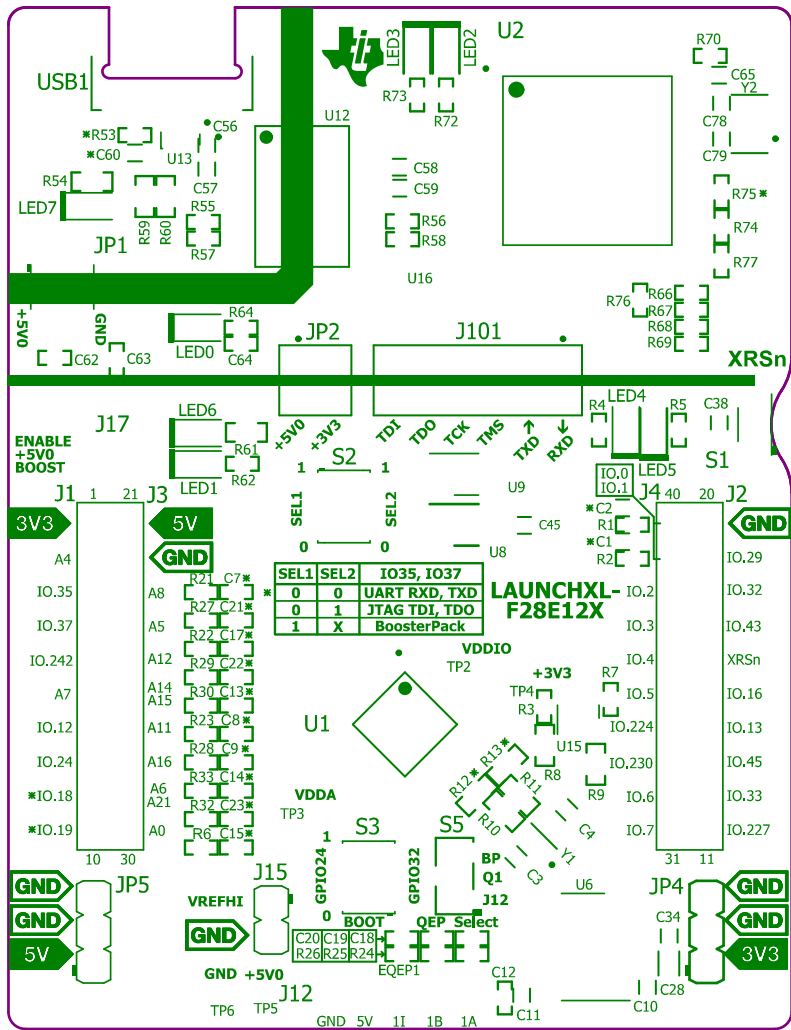 U2
LED3
LED2
R70
C65
Y2
USB1
R73
R72
C78
C79
U12
C56
*R53
*C60
U13
C57
C58
C59
R54
LED7
R59
R60
R55
R57
R56
R58
R75*
R74
R77
JP1
U16
R76
R66
R67
R68
R69
+5V0
GND
R64
LED0
C64
C62
C63
JP2
J101
XRSn
J17
LED6
LED1
R61
R62
+5V0
+3V3
TDI
TDO
TCK
TMS
TXD
RXD
LED4
R4
R5
LED5
C38
S1
ENABLE
+5V0
BOOST
S2
1
1
SEL1
SEL2
0
0
U9
U8
C45
IO.0
IO.1
J1
1
21
J3
J4
40
20
J2
3V3
5V
GND
GND
*C2
R1
*C1
R2
SEL1 SEL2 IO35, IO37
* 0 0 UART RXD, TXD
0 1 JTAG TDI, TDO
1 X BoosterPack
LAUNCHXL-
F28E12X
A4
IO.35
IO.37
IO.242
A7
IO.12
IO.24
*IO.18
*IO.19
A8
A5
A12
A14
A15
A11
A16
A6
A21
A0
R21 C7*
R27 C21*
R22 C17*
R29 C22*
R30 C13*
R23 C8*
R28 C9*
R33 C14*
R32 C23*
R6 C15*
IO.2
IO.3
IO.4
IO.5
IO.224
IO.230
IO.6
IO.7
IO.29
IO.32
IO.43
XRSn
IO.16
IO.13
IO.45
IO.33
IO.227
VDDIO
TP2
+3V3
TP4
R3
R7
U1
U15
R8
R9
R13*
R12*
R11
R10
VDDA
TP3
C4
C3
Y1
10
30
31
11
S3
1
GPIO24
0
BOOT
S5
GPIO32
BP
Q1
J12
QEP Select
U6
GND
GND
5V
JP5
J15
VREFHI
GND
GND +5V0
J12
TP6
TP5
C20 C19 C18
R26 R25 R24
EQEP1
C12
C11
C10
C28
C34
JP4
GND
GND
3V3
GND 5V 1I 1B 1A